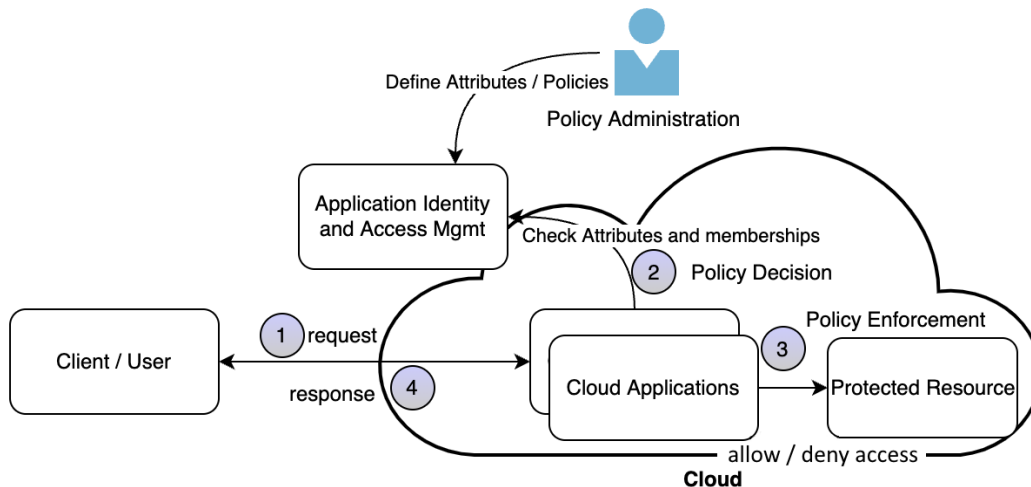 Define Attributes / Policies
Policy Administration
Application Identity
and Access Mgmt
Check Attributes and memberships
2
Policy Decision
Client / User
1
request
response
4
Cloud Applications
3
Policy Enforcement
Protected Resource
allow / deny access
Cloud